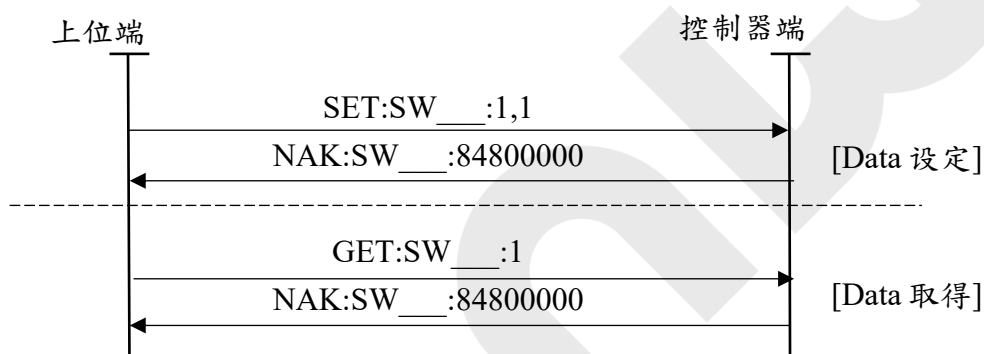 上位端 控制器端
SET:SW___:1,1
NAK:SW___:84800000 [Data 设定]
GET:SW___:1
NAK:SW___:84800000 [Data 取得]